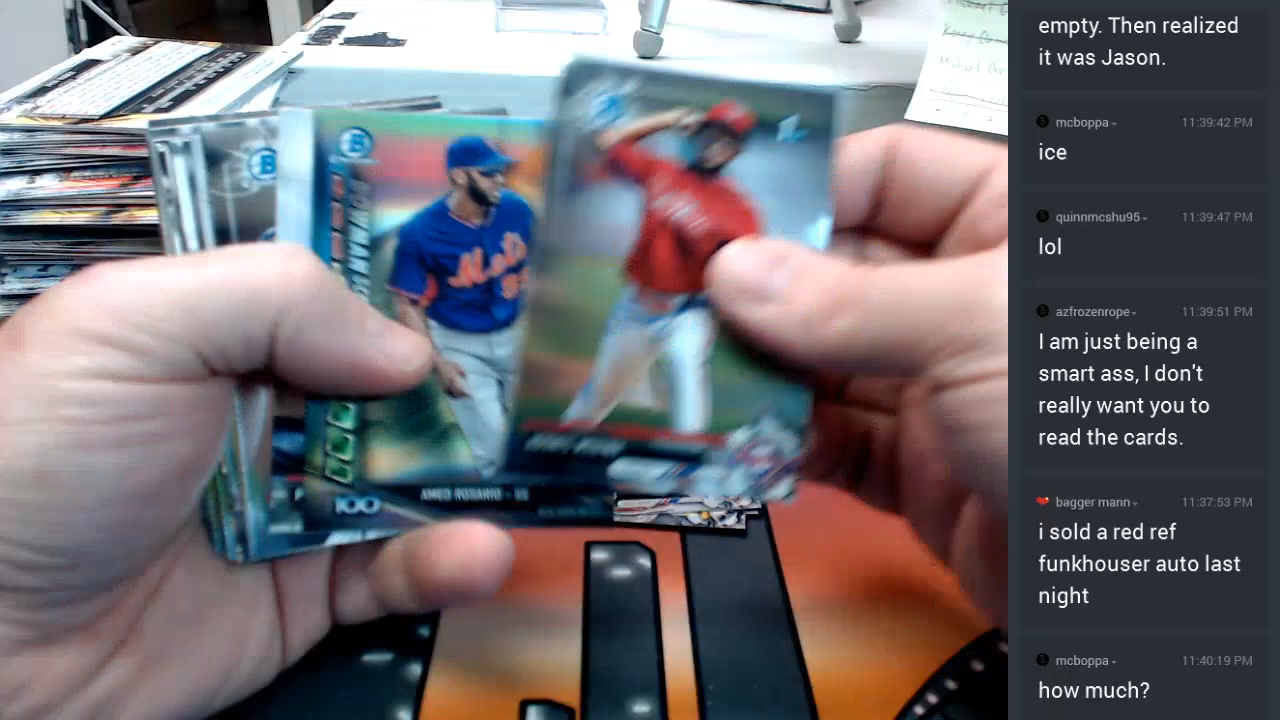 BOWMAN
Mets
AMED ROSARIO - SS
100
empty. Then realized
it was Jason.
mcboppa
11:39:42 PM
ice
quinnmcshu95
11:39:47 PM
lol
azfrozenrope
11:39:51 PM
I am just being a
smart ass, I don't
really want you to
read the cards.
bagger mann
11:37:53 PM
i sold a red ref
funkhouser auto last
night
mcboppa
11:40:19 PM
how much?